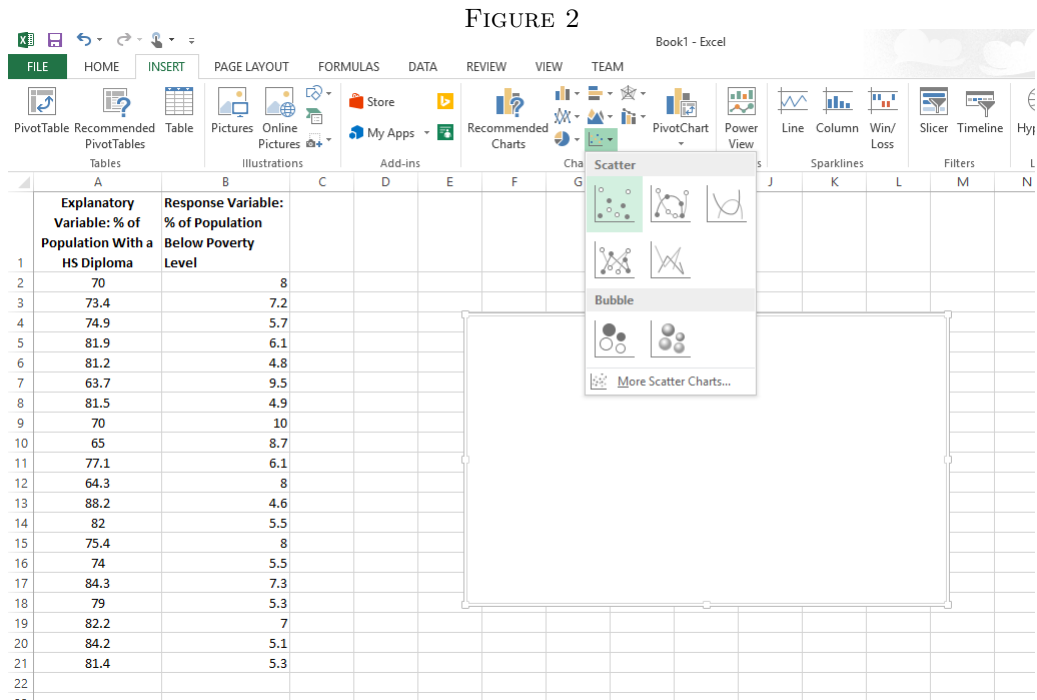 FIGURE 2
Book1 - Excel
FILE HOME INSERT PAGE LAYOUT FORMULAS DATA REVIEW VIEW TEAM
PivotTable Recommended PivotTables Table
Tables
Pictures Online Pictures
Illustrations
Store
My Apps
Add-ins
Recommended Charts
Cha
PivotChart
Power View
s
Line Column Win/ Loss
Sparklines
Slicer Timeline
Filters
Hyp
L
A B C D E F G J K L M N
1 Explanatory Variable: % of Population With a HS Diploma Response Variable: % of Population Below Poverty Level
2 70 8
3 73.4 7.2
4 74.9 5.7
5 81.9 6.1
6 81.2 4.8
7 63.7 9.5
8 81.5 4.9
9 70 10
10 65 8.7
11 77.1 6.1
12 64.3 8
13 88.2 4.6
14 82 5.5
15 75.4 8
16 74 5.5
17 84.3 7.3
18 79 5.3
19 82.2 7
20 84.2 5.1
21 81.4 5.3
22
Scatter
Bubble
More Scatter Charts...